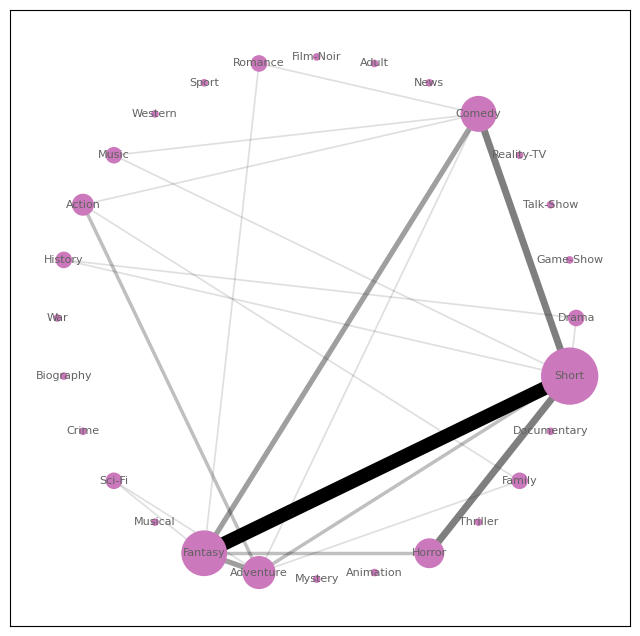 Film-Noir
Romance
Adult
Sport
News
Western
Comedy
Music
Reality-TV
Action
Talk-Show
History
Game-Show
War
Drama
Biography
Short
Crime
Documentary
Sci-Fi
Family
Musical
Thriller
Fantasy
Horror
Adventure
Mystery
Animation